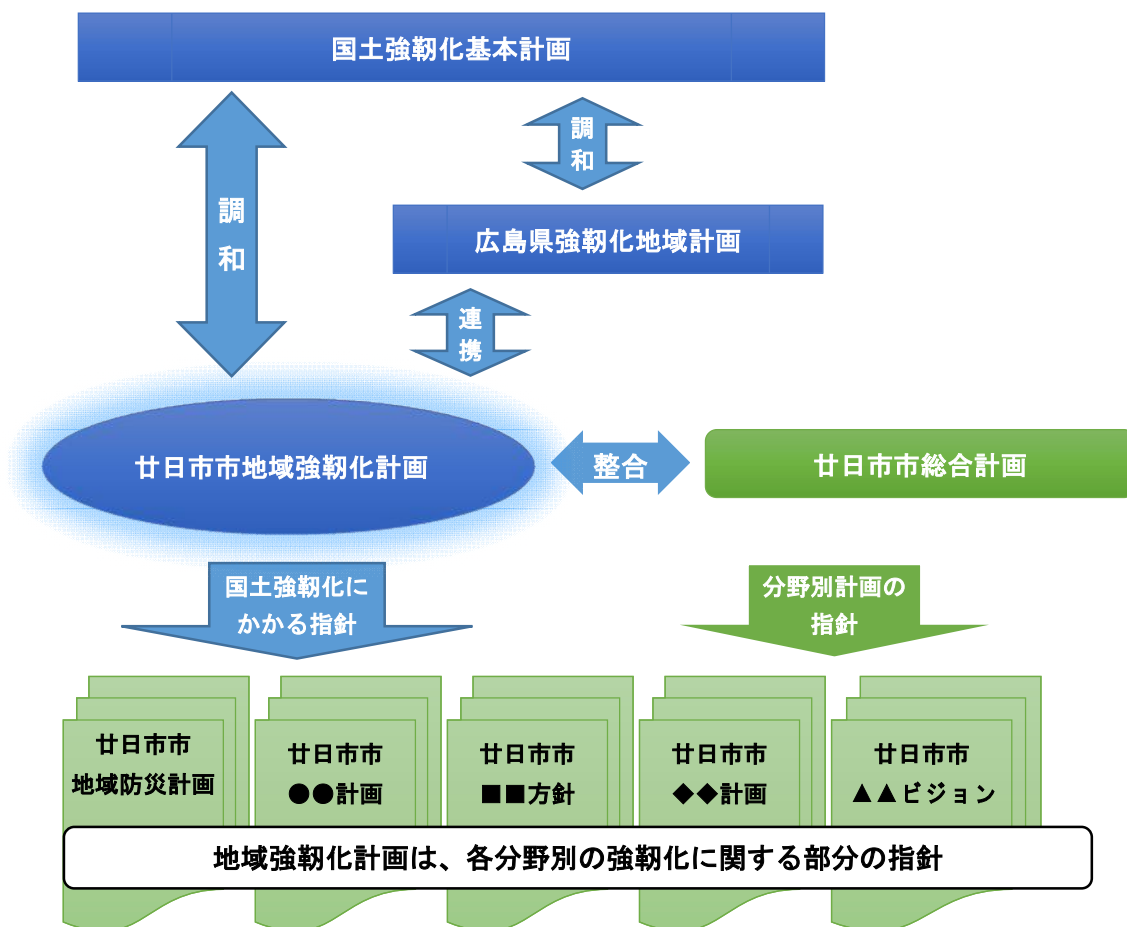 国土強靭化基本計画
調和
調和
広島県強靭化地域計画
連携
廿日市市地域強靭化計画
整合
廿日市市総合計画
国土強靭化に
かかる指針
分野別計画の
指針
廿日市市
地域防災計画
廿日市市
●●計画
廿日市市
■■方針
廿日市市
◆◆計画
廿日市市
▲▲ビジョン
地域強靭化計画は、各分野別の強靭化に関する部分の指針